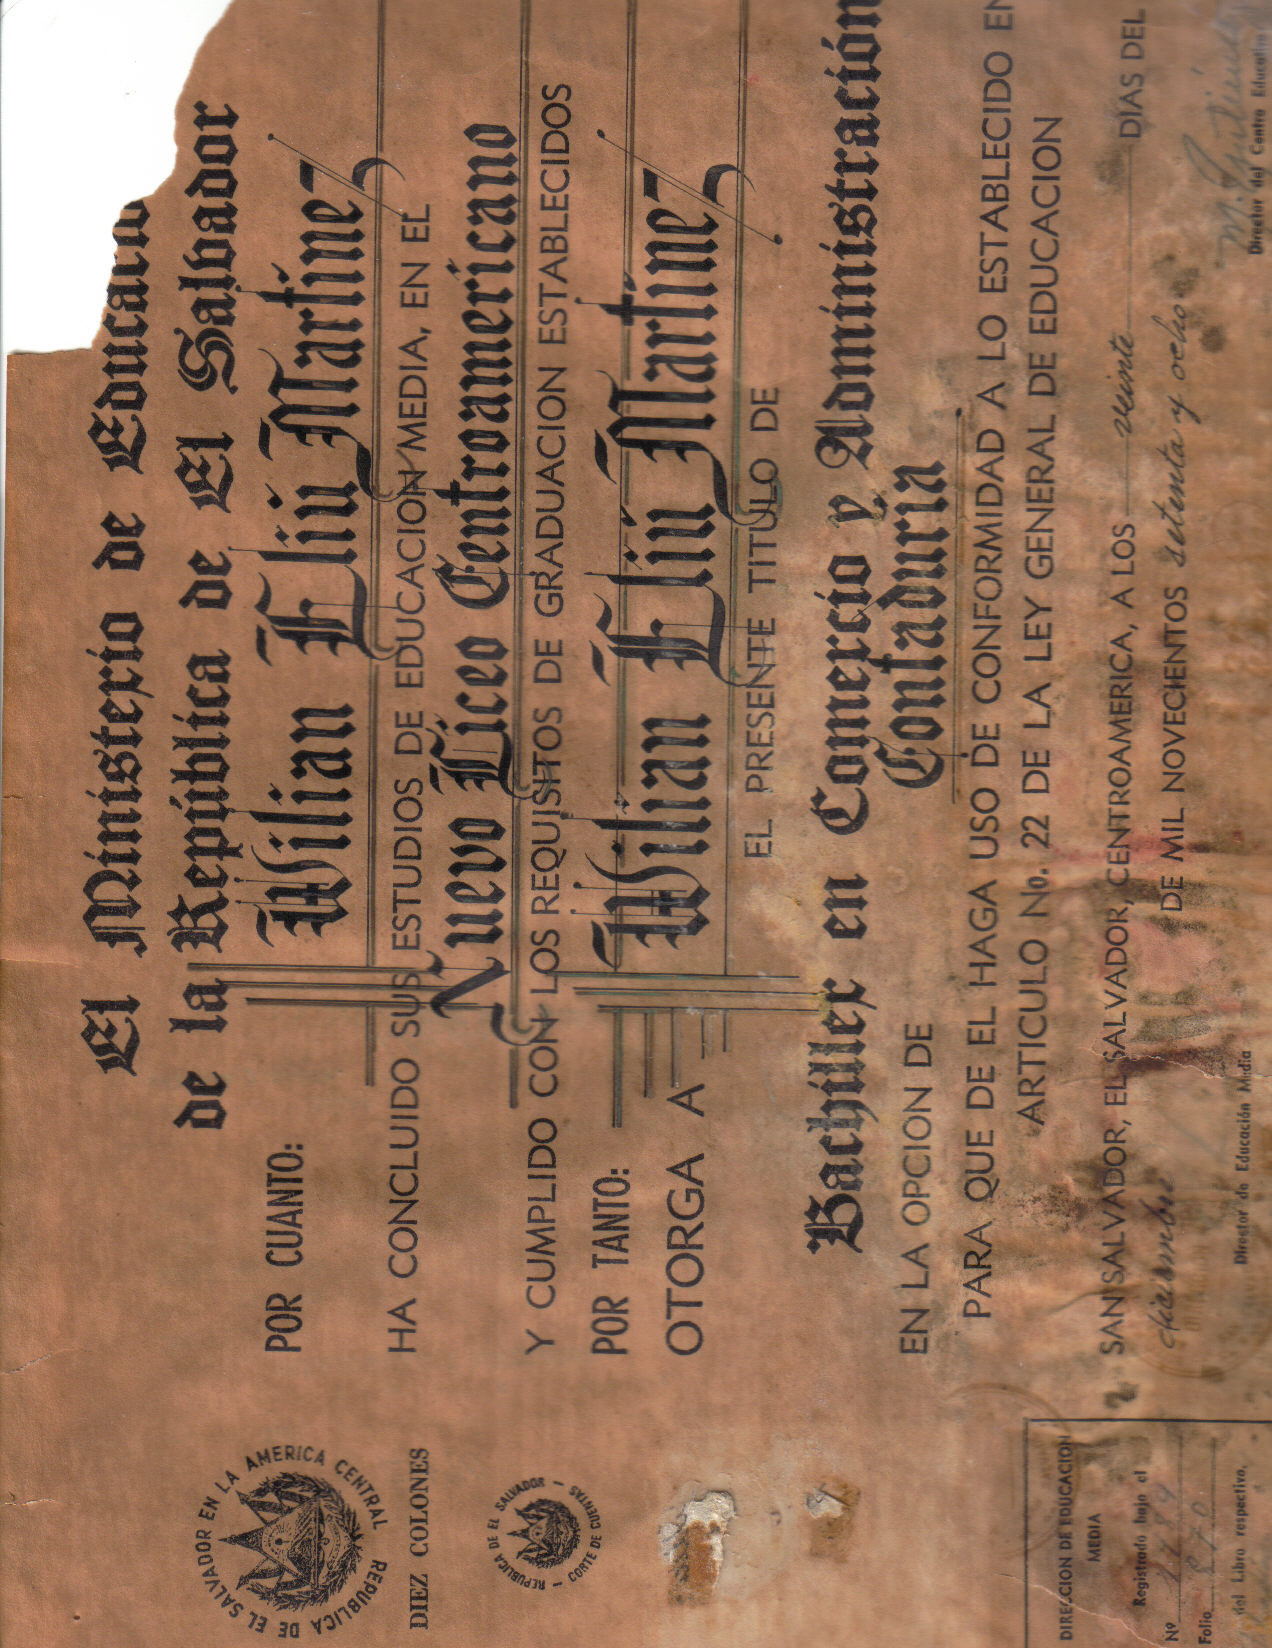 El Ministerio de Educación
de la República de El Salvador
POR CUANTO:
Wilian Eliú Martinez
HA CONCLUIDO SUS ESTUDIOS DE EDUCACION MEDIA, EN EL
Nuevo Liceo Centroamericano
Y CUMPLIDO CON LOS REQUISITOS DE GRADUACION ESTABLECIDOS
POR TANTO:
OTORGA A
Wilian Eliú Martinez
EL PRESENTE TITULO DE
Bachiller en Comercio y Administración
EN LA OPCION DE
Contaduria
PARA QUE DE EL HAGA USO DE CONFORMIDAD A LO ESTABLECIDO EN
ARTICULO No. 22 DE LA LEY GENERAL DE EDUCACION
SAN SALVADOR, EL SALVADOR, CENTROAMERICA, A LOS veinte DIAS DEL
diciembre DE MIL NOVECIENTOS setenta y ocho
Director de Educación Media
Director del Centro Educativo
REPUBLICA DE EL SALVADOR EN LA AMERICA CENTRAL
DIEZ COLONES
REPUBLICA DE EL SALVADOR
CORTE DE CUENTAS
DIRECCION DE EDUCACION
MEDIA
Registrado bajo el
Nº
Folio
del Libro respectivo,